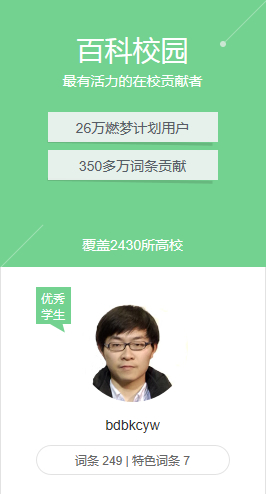 百科校园
最有活力的在校贡献者
26万燃梦计划用户
350多万词条贡献
覆盖2430所高校
优秀
学生
bdbkcyw
词条 249 | 特色词条 7